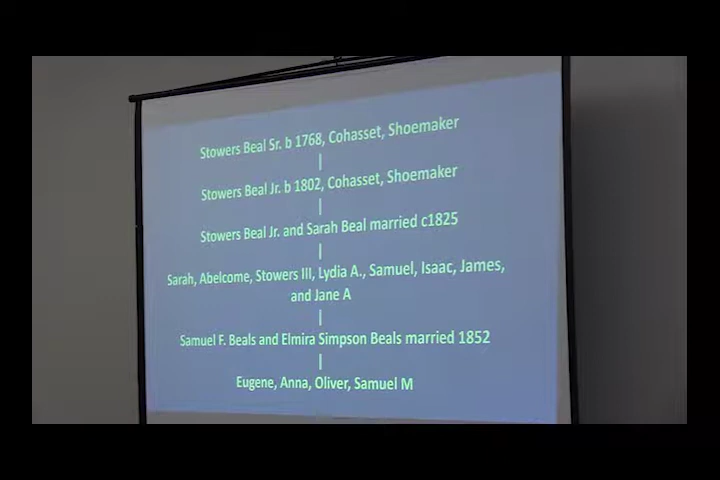 Stowers Beal Sr. b 1768, Cohasset, Shoemaker
|
Stowers Beal Jr. b 1802, Cohasset, Shoemaker
|
Stowers Beal Jr. and Sarah Beal married c1825
|
Sarah, Abelcome, Stowers III, Lydia A., Samuel, Isaac, James,
and Jane A
|
Samuel F. Beals and Elmira Simpson Beals married 1852
|
Eugene, Anna, Oliver, Samuel M